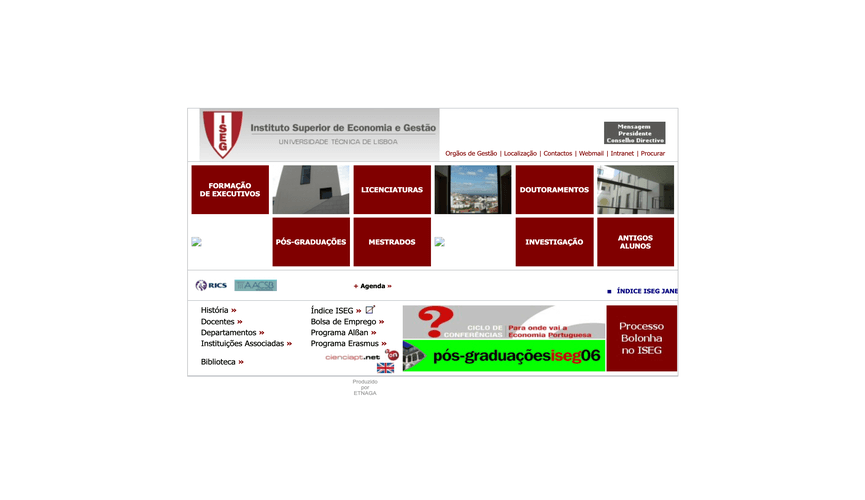 ISEG
Instituto Superior de Economia e Gestão
UNIVERSIDADE TÉCNICA DE LISBOA
Mensagem
Presidente
Conselho Directivo
Orgãos de Gestão | Localização | Contactos | Webmail | Intranet | Procurar
FORMAÇÃO
DE EXECUTIVOS
LICENCIATURAS
DOUTORAMENTOS
PÓS-GRADUAÇÕES
MESTRADOS
INVESTIGAÇÃO
ANTIGOS
ALUNOS
RICS
AACSB
Agenda »
ÍNDICE ISEG JANE
História »
Docentes »
Departamentos »
Instituições Associadas »
Biblioteca »
Índice ISEG »
Bolsa de Emprego »
Programa Alßan »
Programa Erasmus »
cienciapt.net
on
?
CICLO DE
CONFERÊNCIAS
Para onde vai a
Economia Portuguesa
pós-graduaçõesiseg06
Processo
Bolonha
no ISEG
Produzido
por
ETNAGA